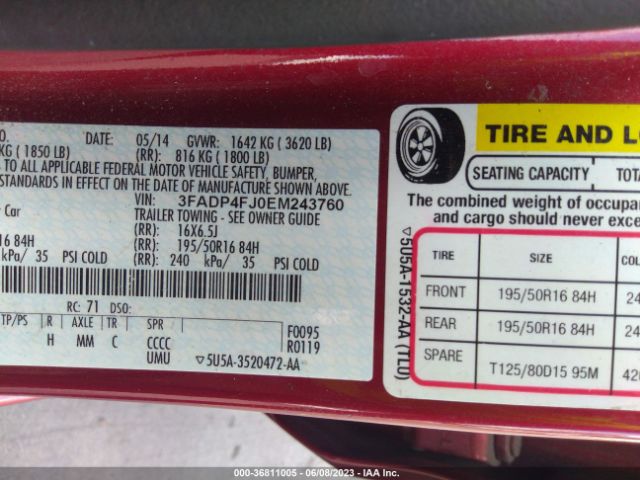 O.
DATE: 05/14 GVWR: 1642 KG ( 3620 LB)
KG ( 1850 LB) (RR): 816 KG ( 1800 LB)
TO ALL APPLICABLE FEDERAL MOTOR VEHICLE SAFETY, BUMPER,
STANDARDS IN EFFECT ON THE DATE OF MANUFACTURE SHOWN ABOVE.
VIN: 3FADP4FJ0EM243760
Car TRAILER TOWING - SEE OWNER GUIDE
(RR): 16X6.5J
16 84H (RR): 195/50R16 84H
kPa/ 35 PSI COLD (RR): 240 kPa/ 35 PSI COLD
RC: 71 DSO:
TP/PS R AXLE TR SPR F0095
H MM C CCCC R0119
UMU ▽5U5A-3520472-AA
TIRE AND LO
SEATING CAPACITY TOTA
The combined weight of occupa
and cargo should never exce
TIRE SIZE COL
FRONT 195/50R16 84H 24
REAR 195/50R16 84H 24
SPARE T125/80D15 95M 420
▽5U5A-1532-AA (TL0)
000-36811005 - 06/08/2023 - IAA Inc.